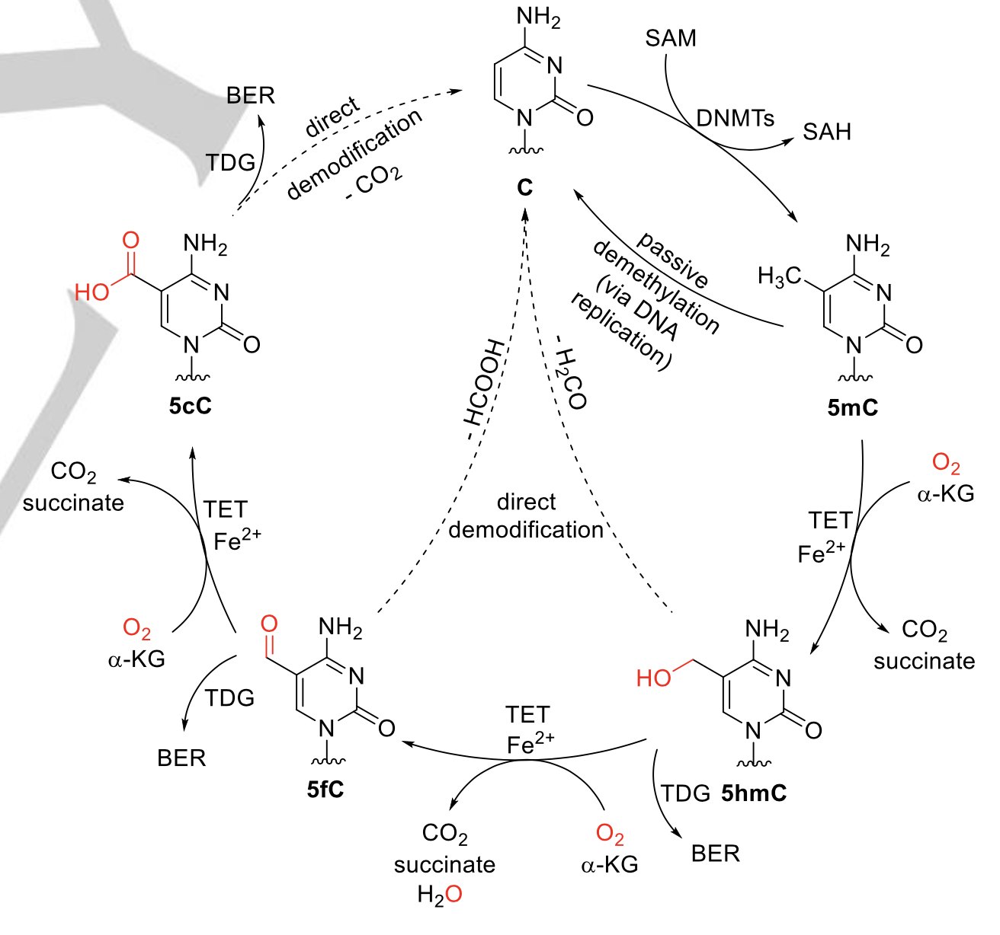 NH2
N
N
O
C
SAM
DNMTs
SAH
BER
TDG
direct
demodification
- CO2
O
HO
NH2
N
N
O
5cC
passive
demethylation
(via DNA
replication)
H3C
NH2
N
N
O
5mC
- HCOOH
- H2CO
direct
demodification
CO2
succinate
TET
Fe2+
O2
α-KG
O2
α-KG
TET
Fe2+
CO2
succinate
TDG
BER
O
NH2
N
N
O
5fC
HO
NH2
N
N
O
5hmC
TET
Fe2+
CO2
succinate
H2O
O2
α-KG
TDG
BER